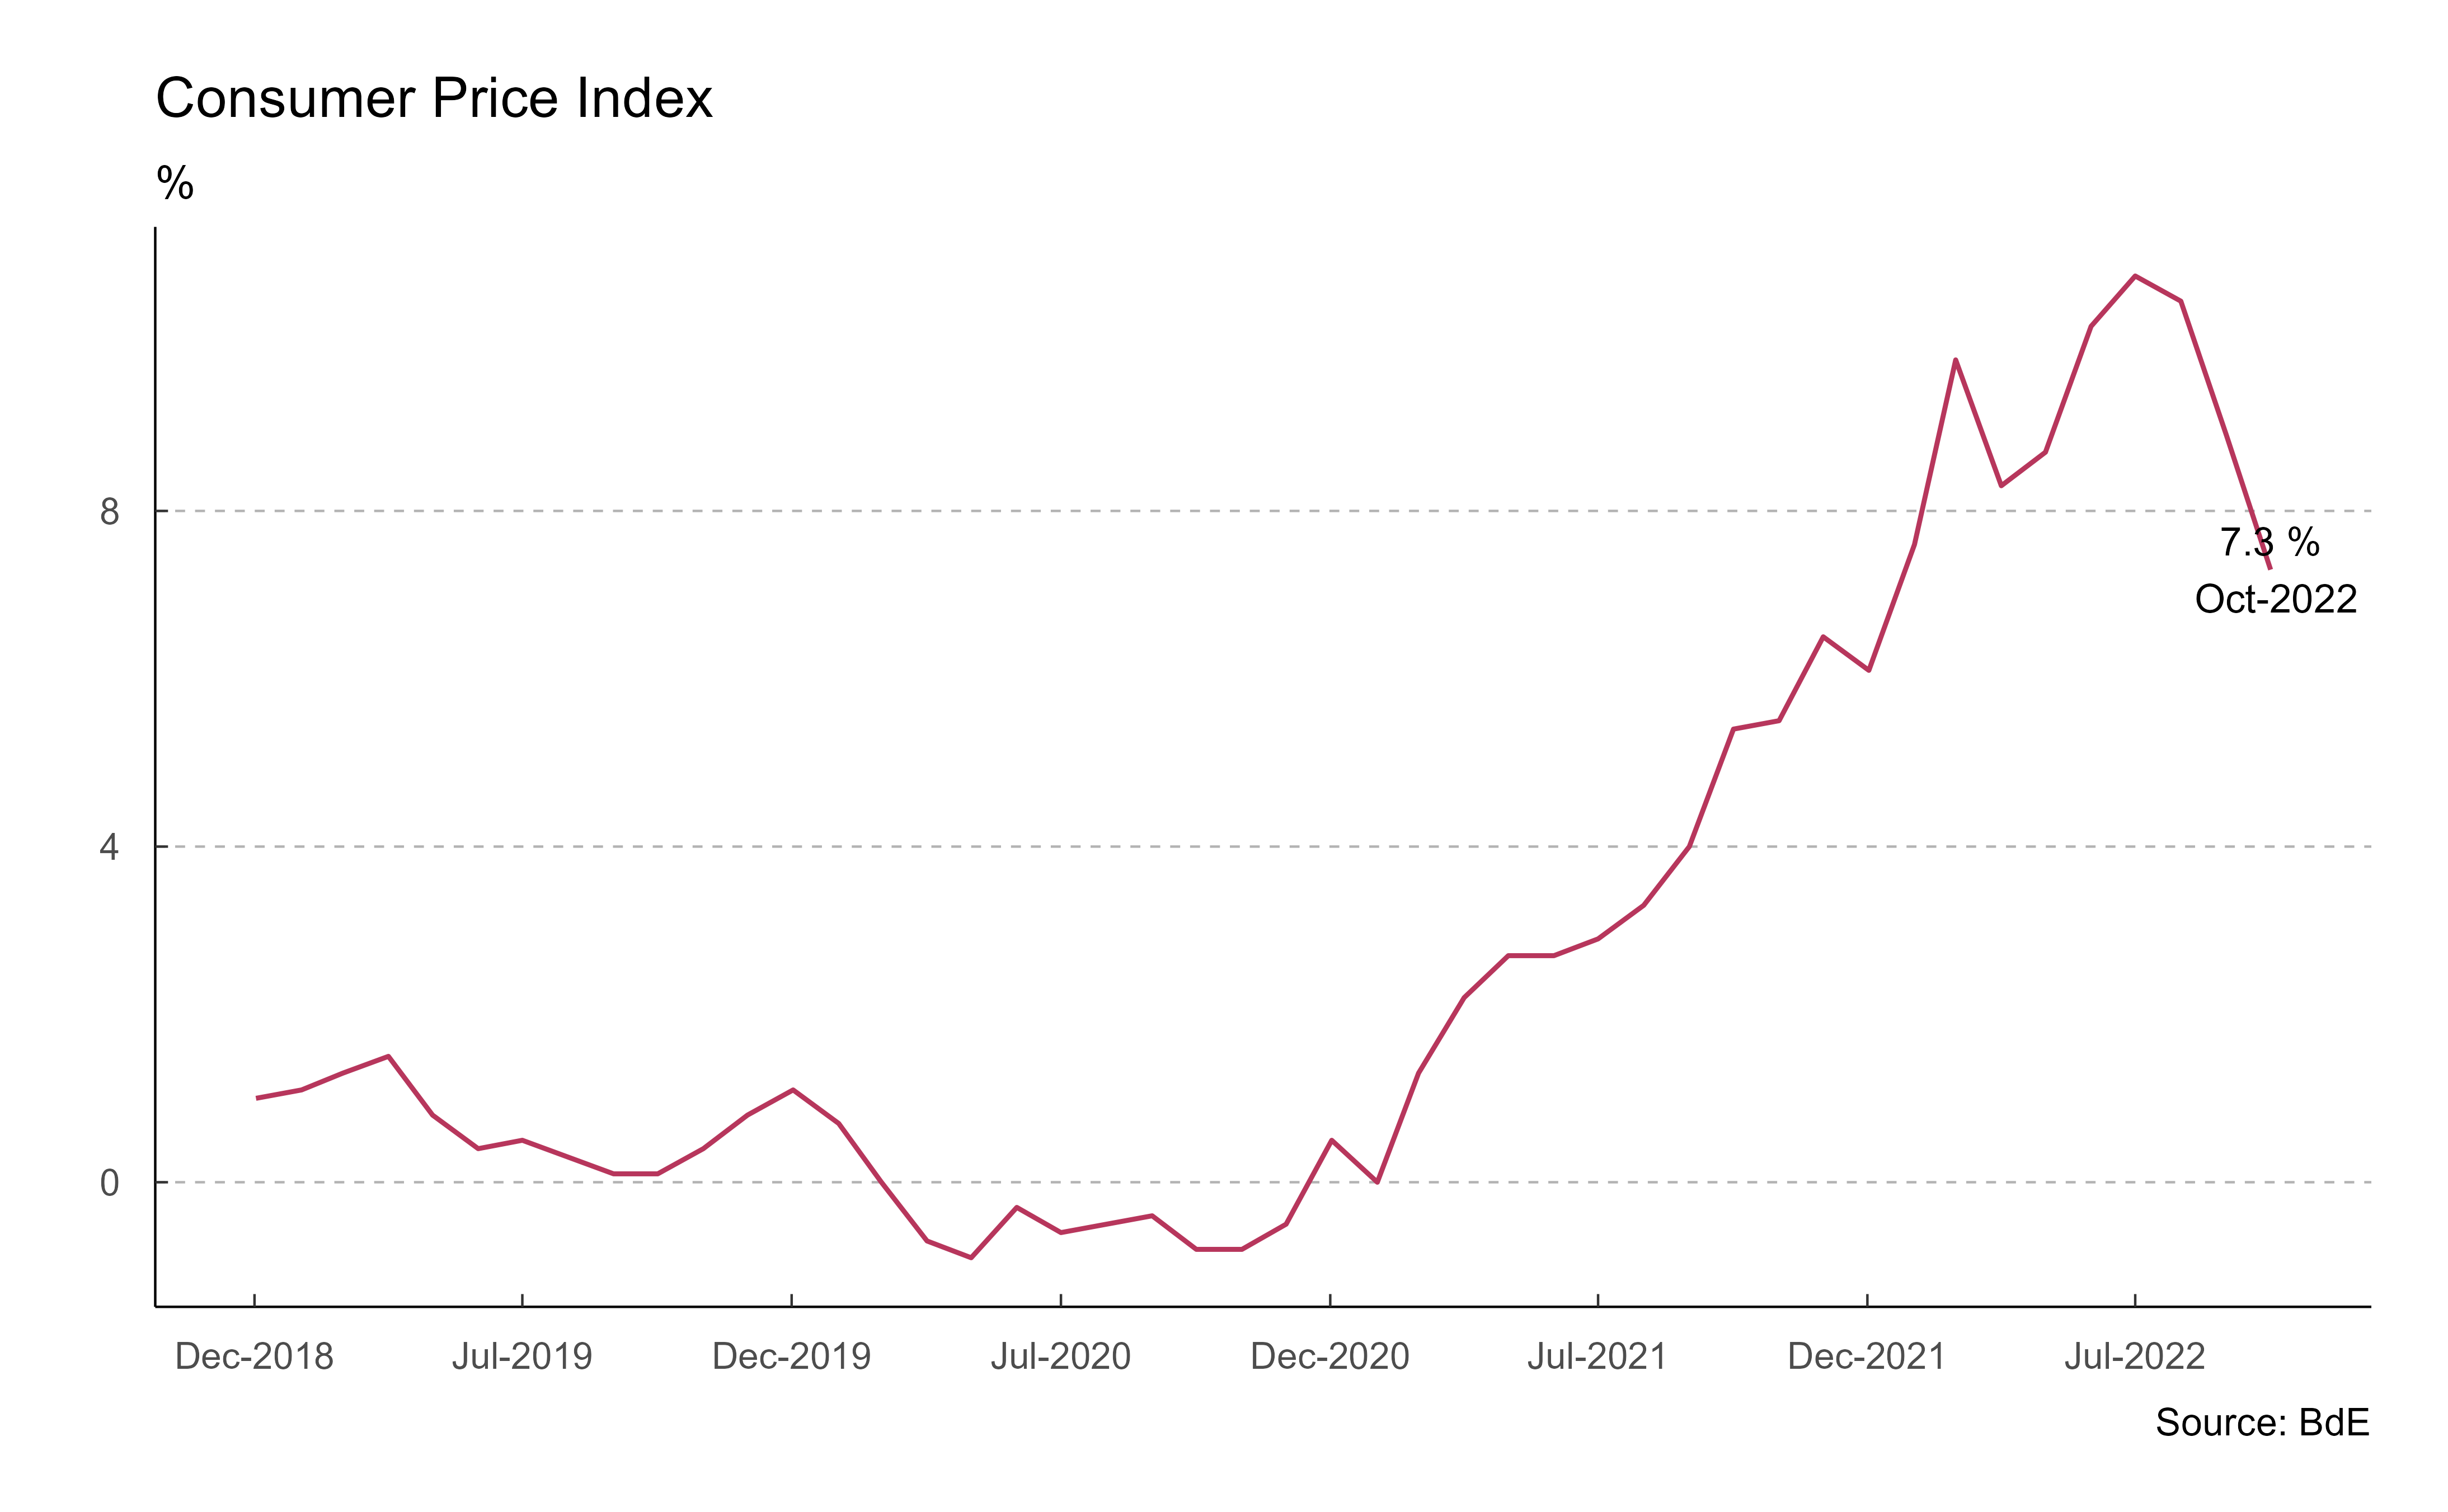 Consumer Price Index
%
8
7.3 %
Oct-2022
4
0
Dec-2018 Jul-2019 Dec-2019 Jul-2020 Dec-2020 Jul-2021 Dec-2021 Jul-2022
Source: BdE